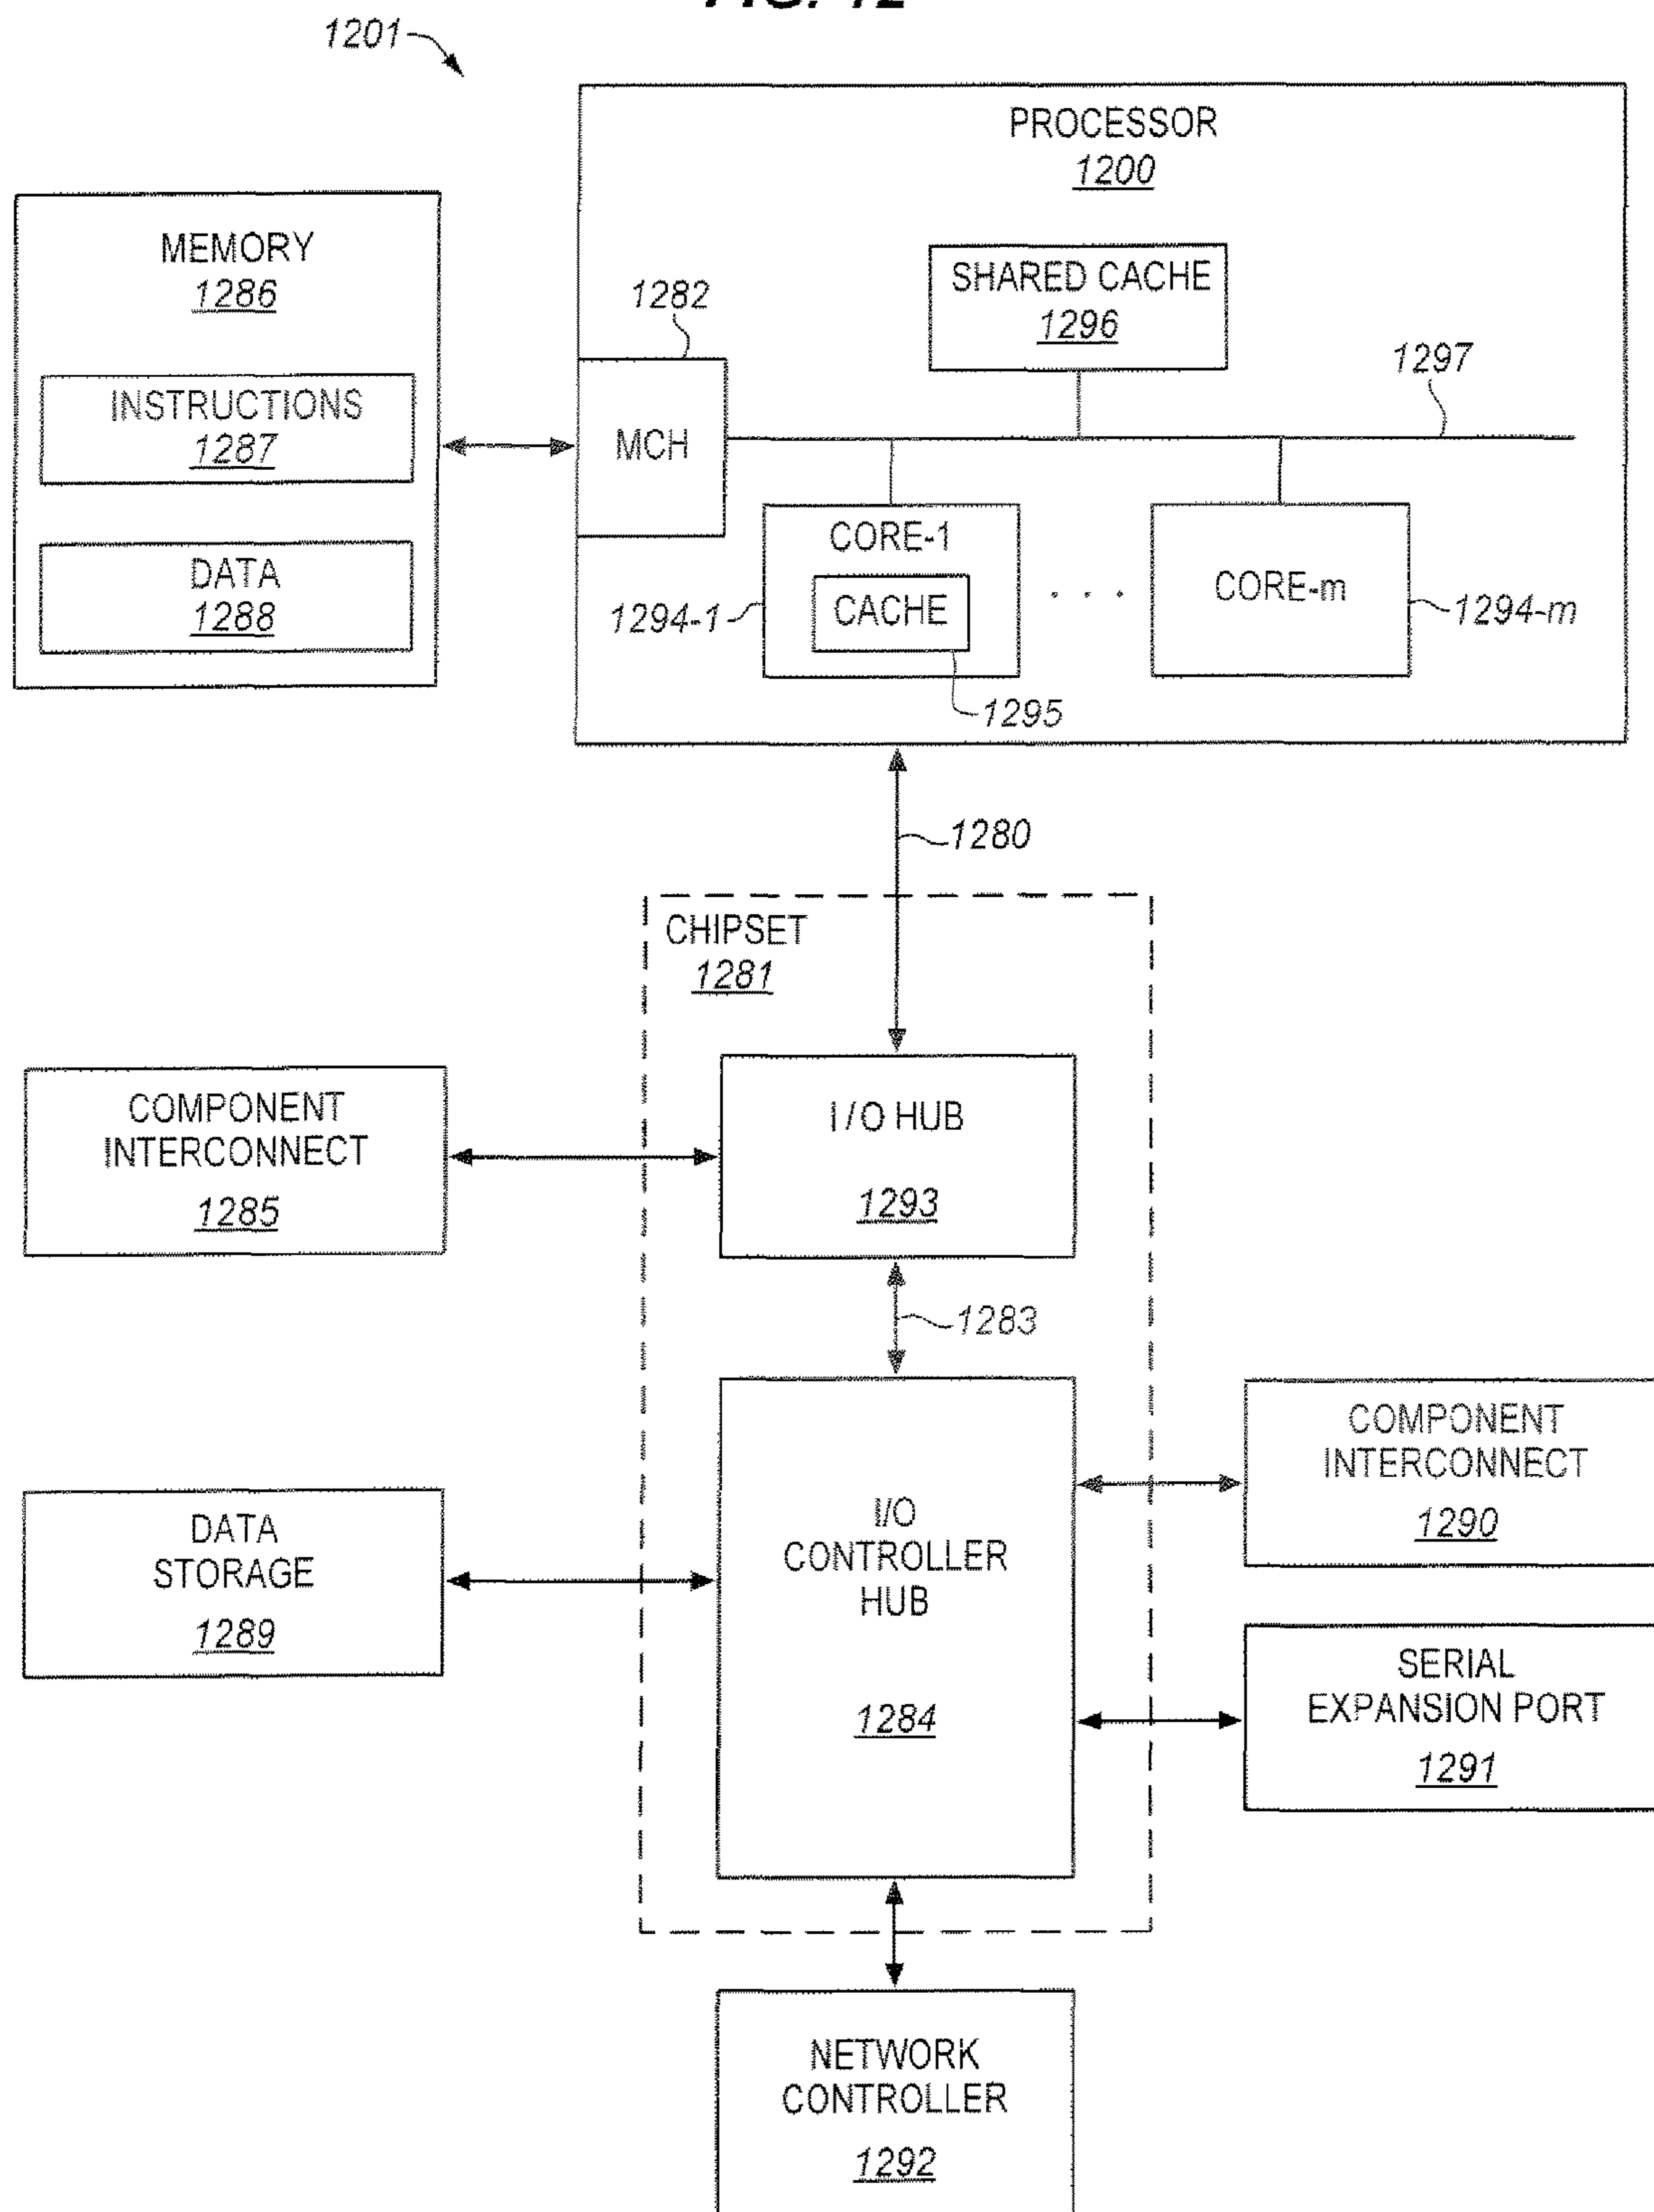 FIG. 12
1201
PROCESSOR
1200
MEMORY
1286
SHARED CACHE
1296
1282
1297
INSTRUCTIONS
1287
MCH
CORE-1
CACHE
1294-1
. . .
CORE-m
1294-m
DATA
1288
1295
1280
CHIPSET
1281
COMPONENT
INTERCONNECT
1285
I/O HUB
1293
1283
COMPONENT
INTERCONNECT
1290
DATA
STORAGE
1289
I/O
CONTROLLER
HUB
1284
SERIAL
EXPANSION PORT
1291
NETWORK
CONTROLLER
1292